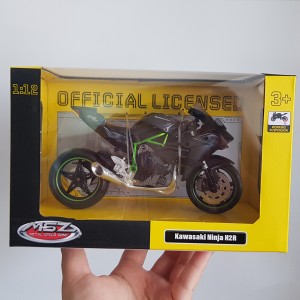 1:12
OFFICIAL LICENSED
3+
MSZ
Kawasaki Ninja H2R